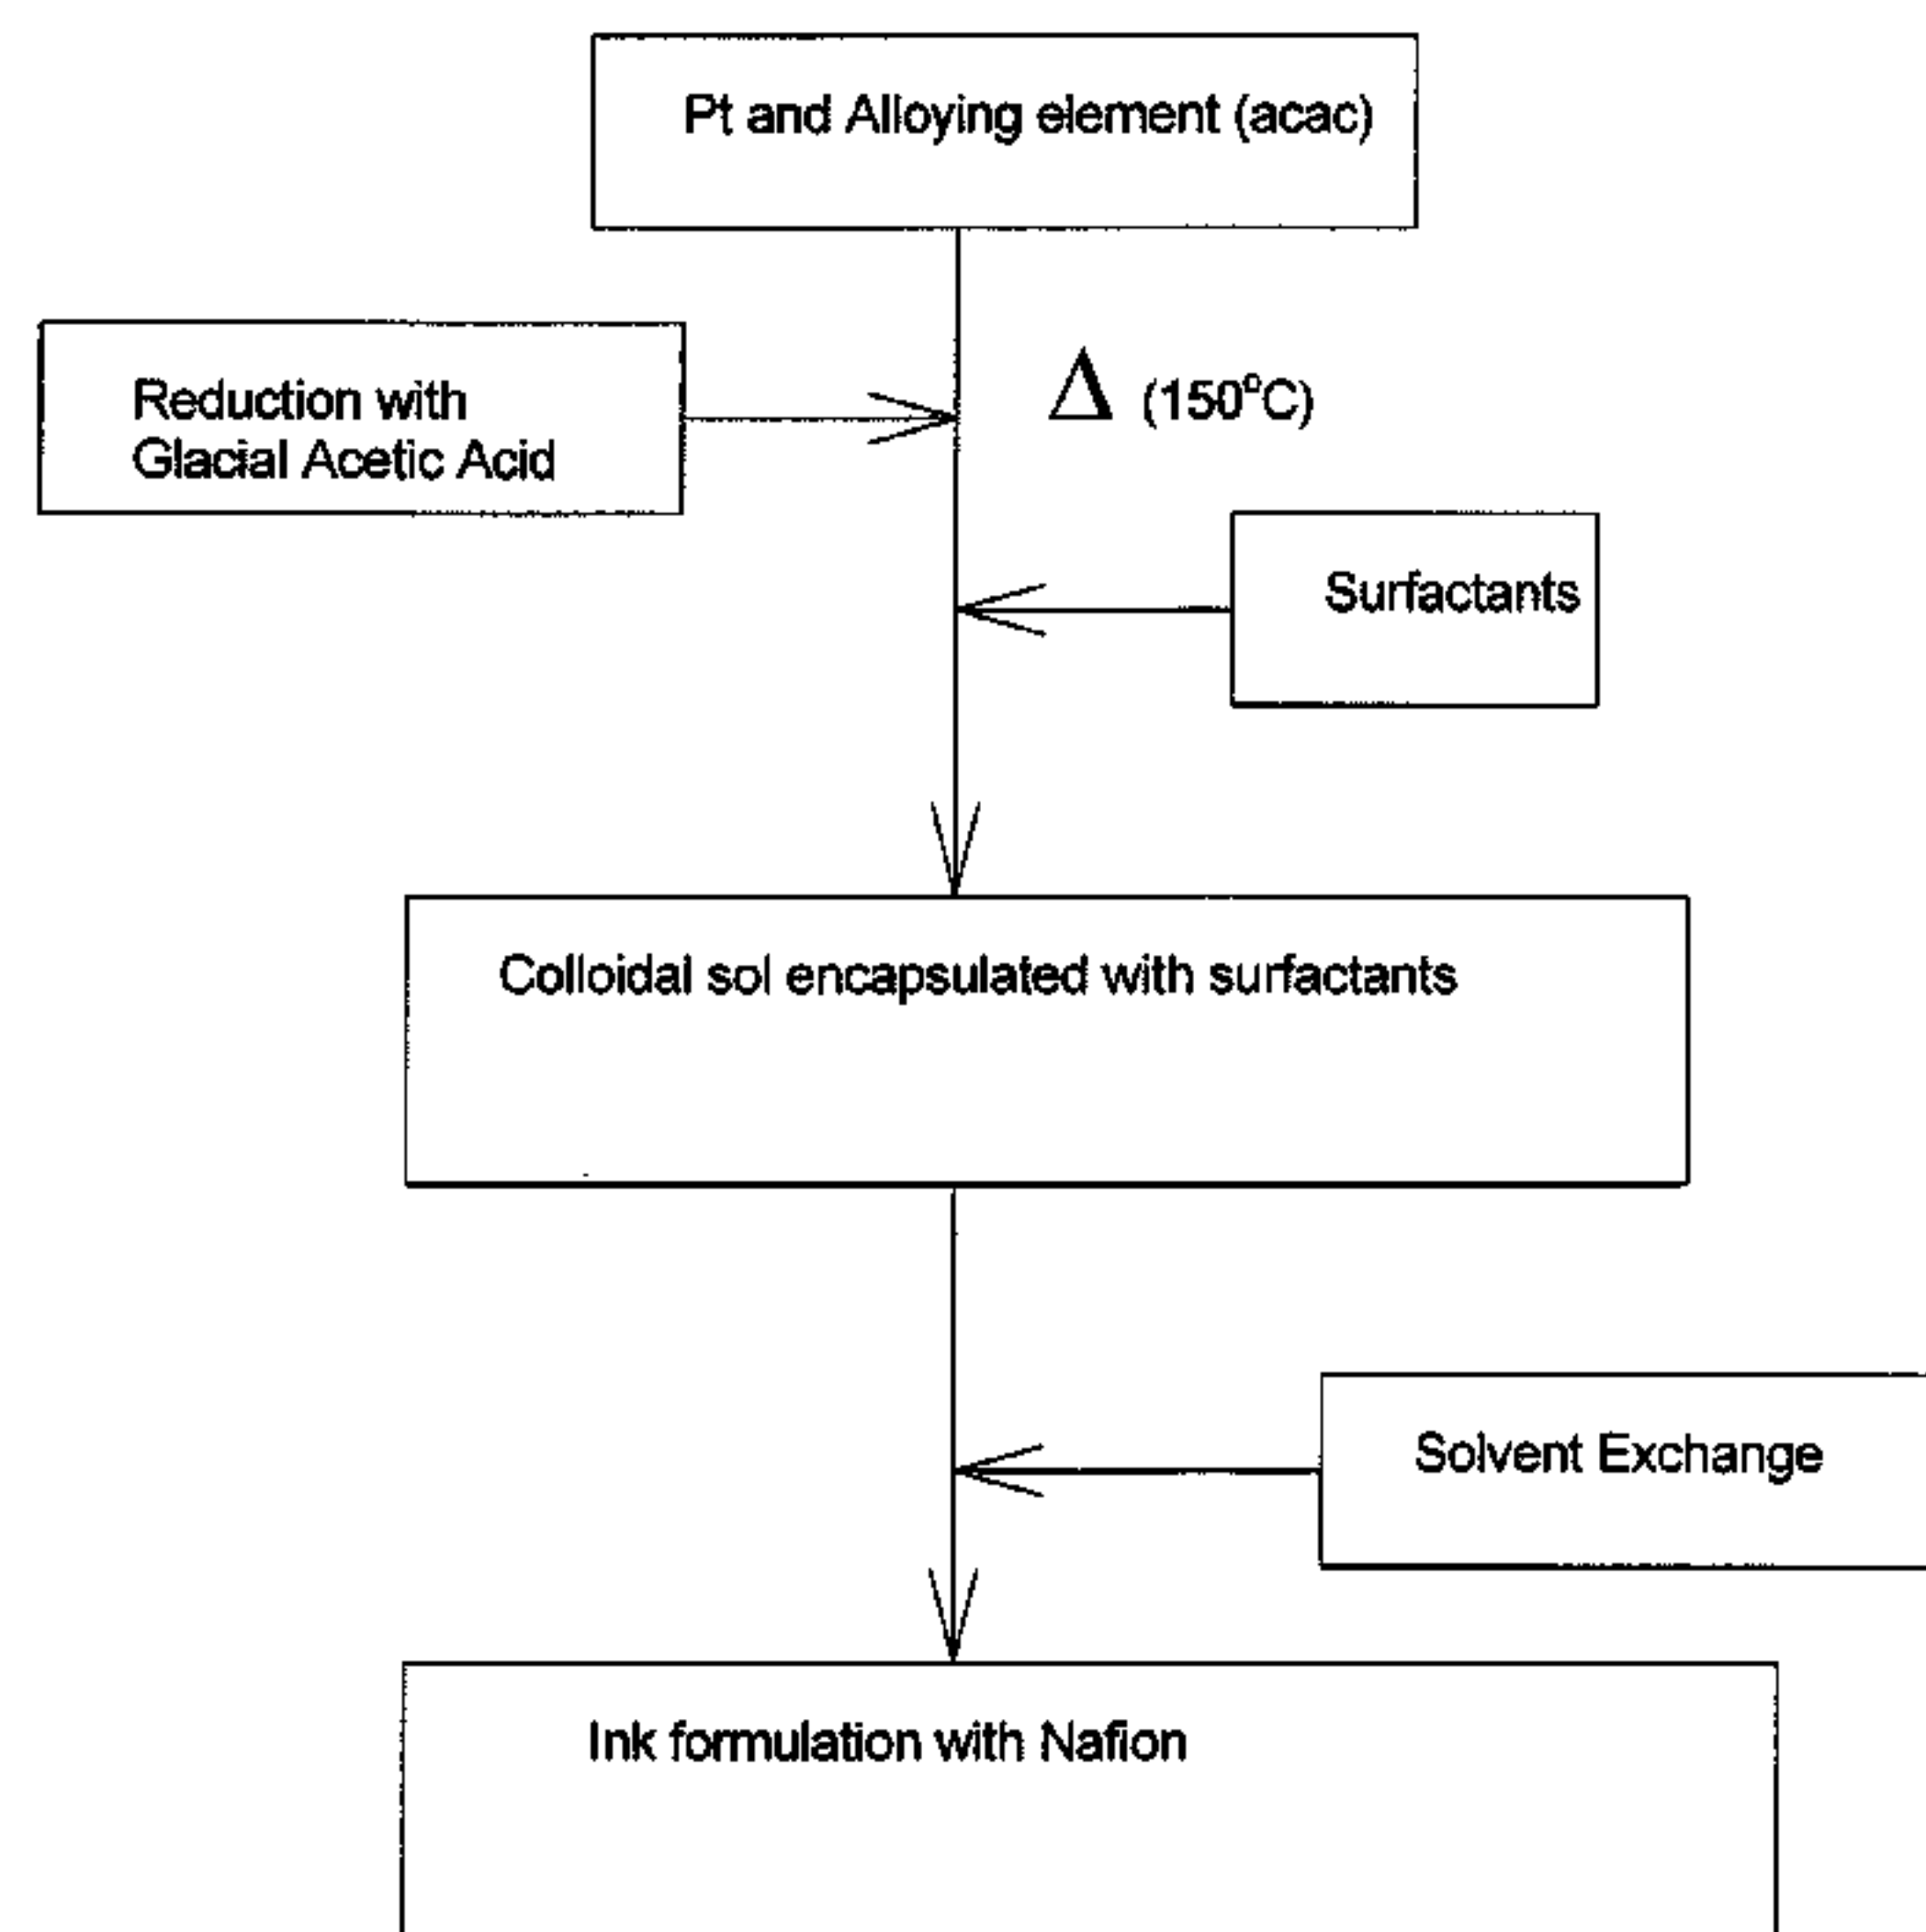 Pt and Alloying element (acac)
Reduction with
Glacial Acetic Acid
Δ (150°C)
Surfactants
Colloidal sol encapsulated with surfactants
Solvent Exchange
Ink formulation with Nafion